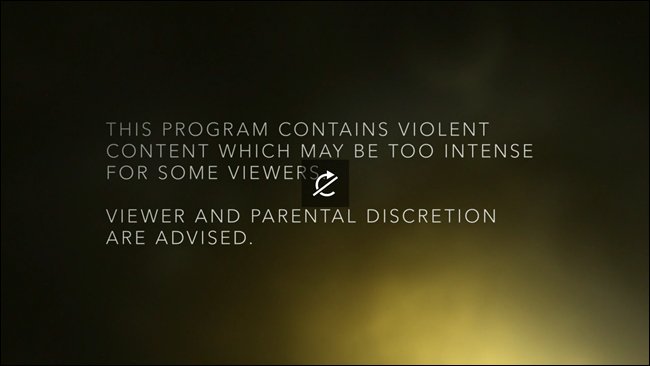 THIS PROGRAM CONTAINS VIOLENT
CONTENT WHICH MAY BE TOO INTENSE
FOR SOME VIEWERS.

VIEWER AND PARENTAL DISCRETION
ARE ADVISED.